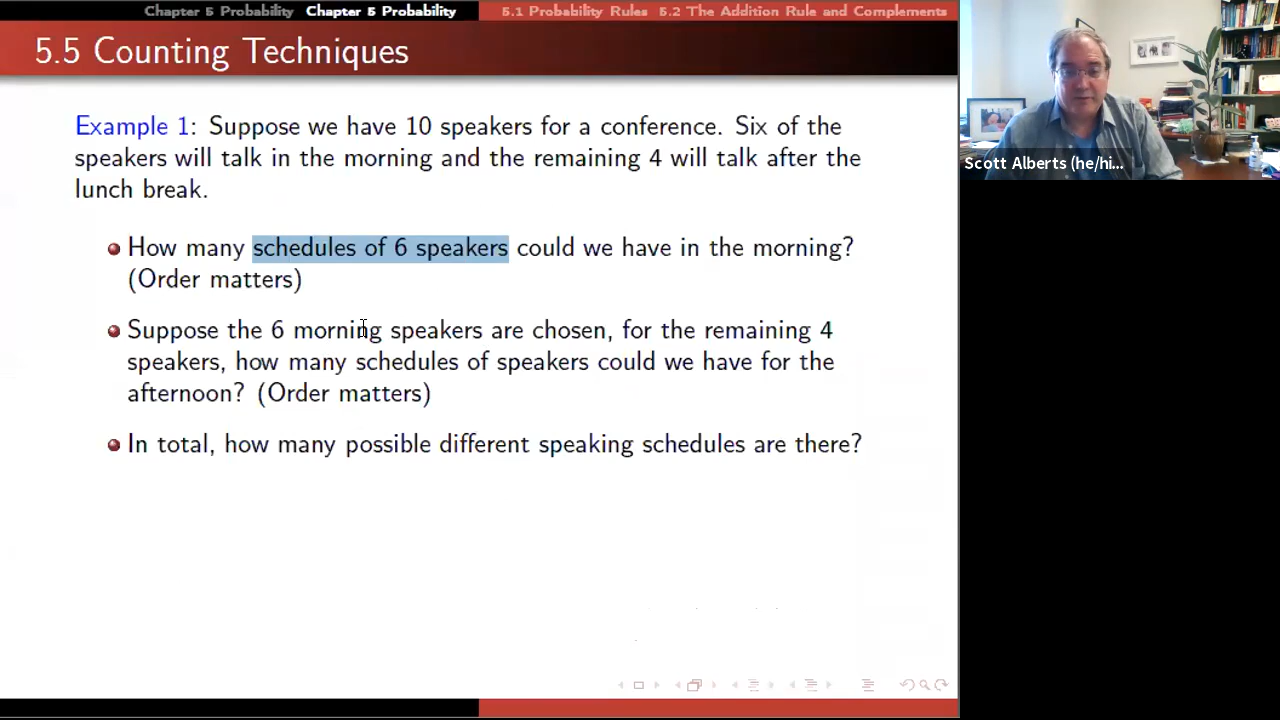 Chapter 5 Probability Chapter 5 Probability 5.1 Probability Rules 5.2 The Addition Rule and Complements
5.5 Counting Techniques
Example 1: Suppose we have 10 speakers for a conference. Six of the
speakers will talk in the morning and the remaining 4 will talk after the
lunch break.
How many schedules of 6 speakers could we have in the morning?
(Order matters)
Suppose the 6 morning speakers are chosen, for the remaining 4
speakers, how many schedules of speakers could we have for the
afternoon? (Order matters)
In total, how many possible different speaking schedules are there?
Scott Alberts (he/hi...